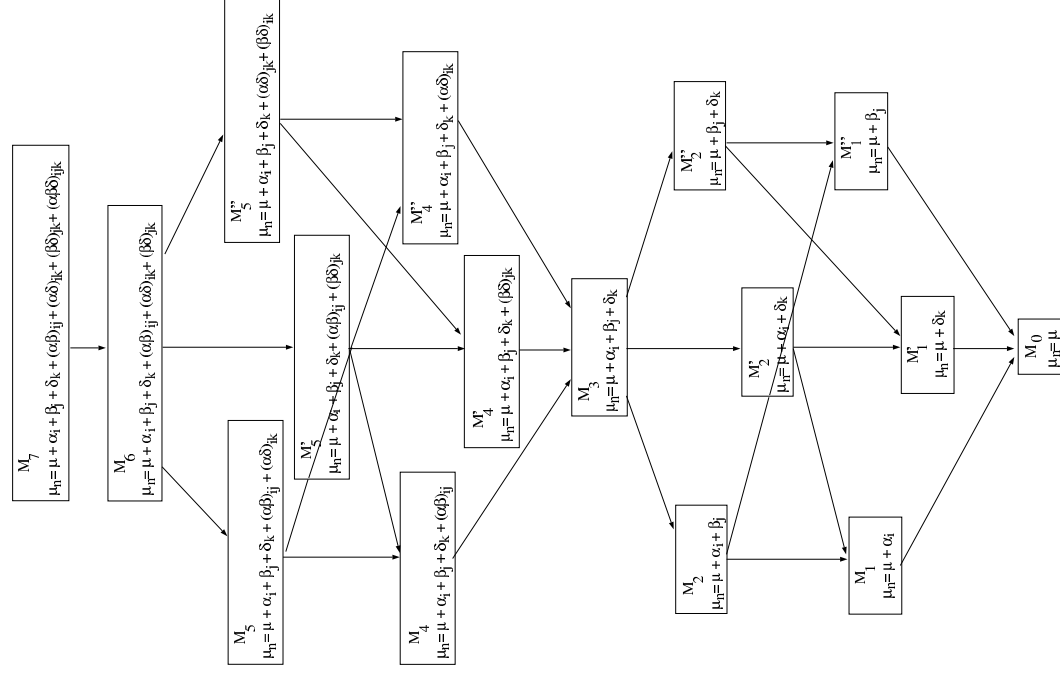 M7
μn= μ + αi + βj + δk + (αβ)ij + (αδ)ik+ (βδ)jk+ (αβδ)ijk
M6
μn= μ + αi + βj + δk + (αβ)ij + (αδ)ik+ (βδ)jk
M5
μn= μ + αi + βj + δk + (αβ)ij + (αδ)ik
M'5
μn= μ + αi + βj + δk + (αβ)ij + (βδ)jk
M''5
μn= μ + αi + βj + δk + (αδ)jk+ (βδ)ik
M4
μn= μ + αi + βj + δk + (αβ)ij
M'4
μn= μ + αi + βj + δk + (βδ)jk
M''4
μn= μ + αi + βj + δk + (αδ)ik
M3
μn= μ + αi + βj + δk
M2
μn= μ + αi + βj
M'2
μn= μ + αi + δk
M''2
μn= μ + βj + δk
M1
μn= μ + αi
M'1
μn= μ + δk
M''1
μn= μ + βj
M0
μn= μ